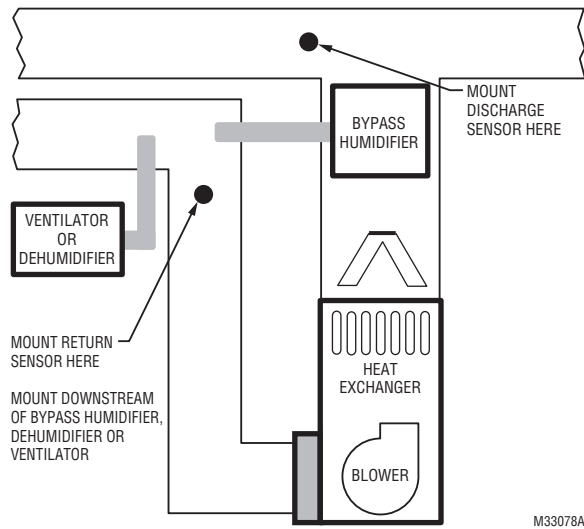 MOUNT
DISCHARGE
SENSOR HERE
BYPASS
HUMIDIFIER
VENTILATOR
OR
DEHUMIDIFIER
MOUNT RETURN
SENSOR HERE
MOUNT DOWNSTREAM
OF BYPASS HUMIDIFIER,
DEHUMIDIFIER OR
VENTILATOR
HEAT
EXCHANGER
BLOWER
M33078A